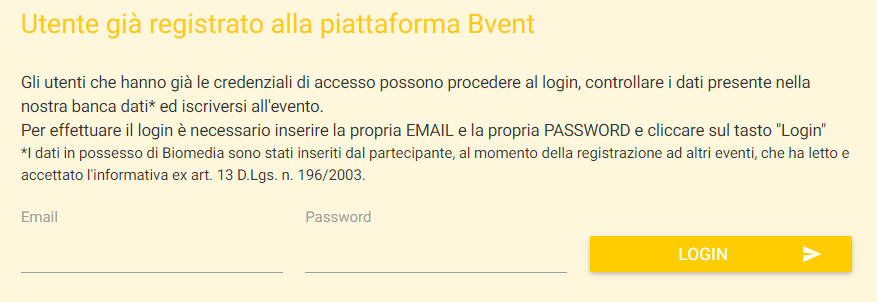 Utente già registrato alla piattaforma Bvent
Gli utenti che hanno già le credenziali di accesso possono procedere al login, controllare i dati presente nella
nostra banca dati* ed iscriversi all'evento.
Per effettuare il login è necessario inserire la propria EMAIL e la propria PASSWORD e cliccare sul tasto "Login"
*I dati in possesso di Biomedia sono stati inseriti dal partecipante, al momento della registrazione ad altri eventi, che ha letto e
accettato l'informativa ex art. 13 D.Lgs. n. 196/2003.
Email
Password
LOGIN